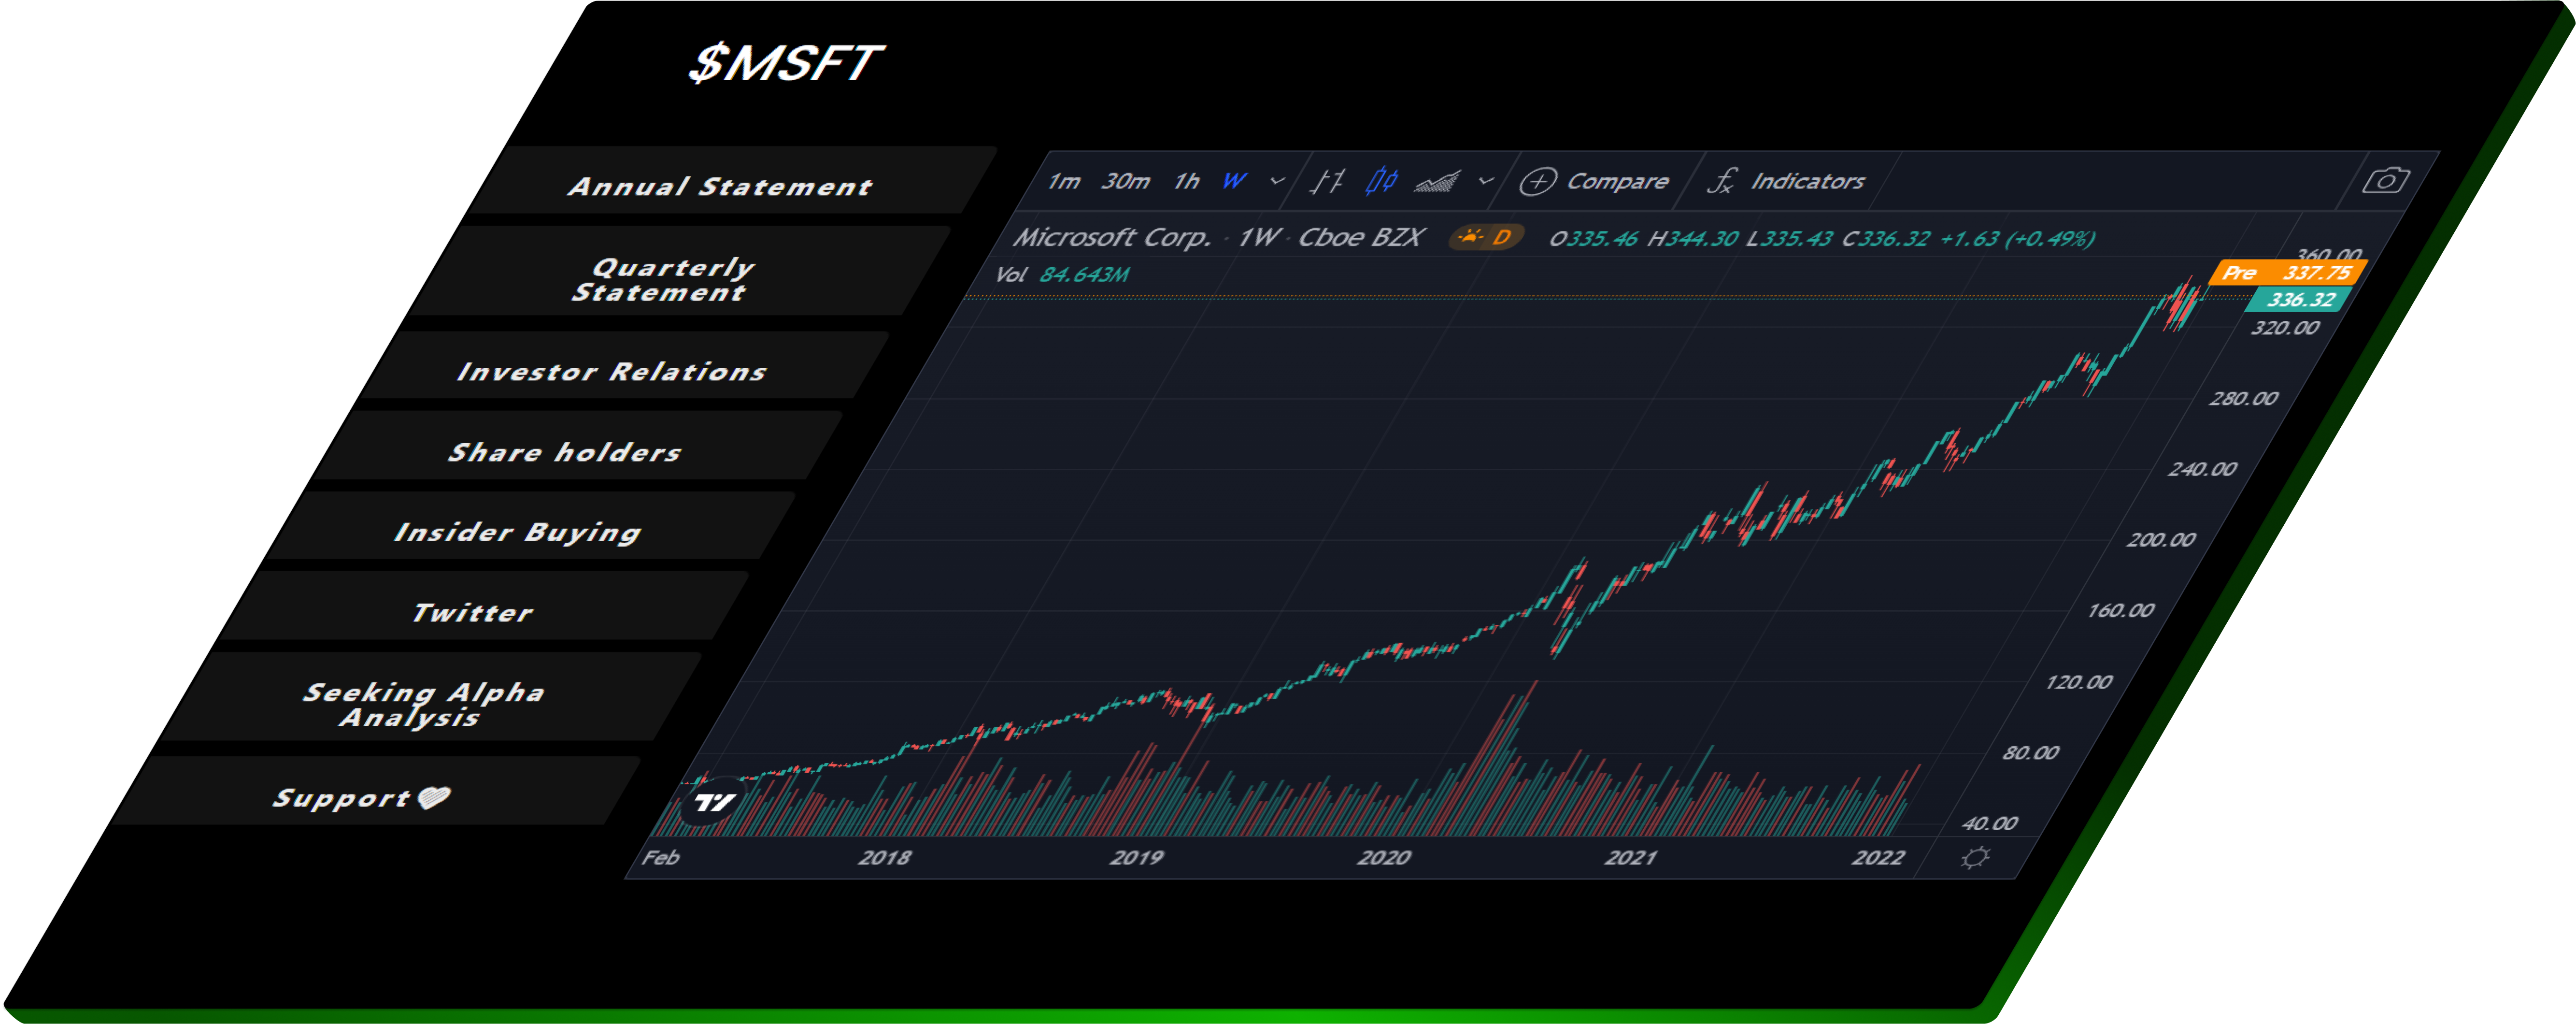 $MSFT
Annual Statement
Quarterly
Statement
Investor Relations
Share holders
Insider Buying
Twitter
Seeking Alpha
Analysis
Support
1m 30m 1h W Compare Indicators
Microsoft Corp. · 1W · Cboe BZX D O335.46 H344.30 L335.43 C336.32 +1.63 (+0.49%)
Vol 84.643M
360.00
Pre 337.75
336.32
320.00
280.00
240.00
200.00
160.00
120.00
80.00
40.00
Feb 2018 2019 2020 2021 2022